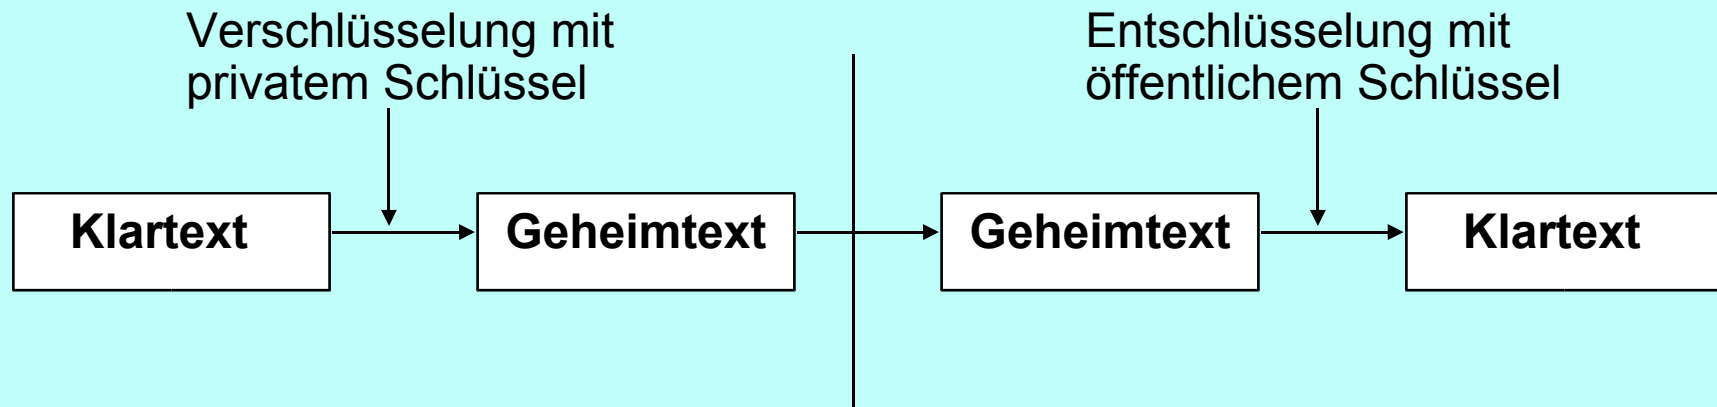 Verschlüsselung mit
privatem Schlüssel
Entschlüsselung mit
öffentlichem Schlüssel
Klartext
Geheimtext
Geheimtext
Klartext